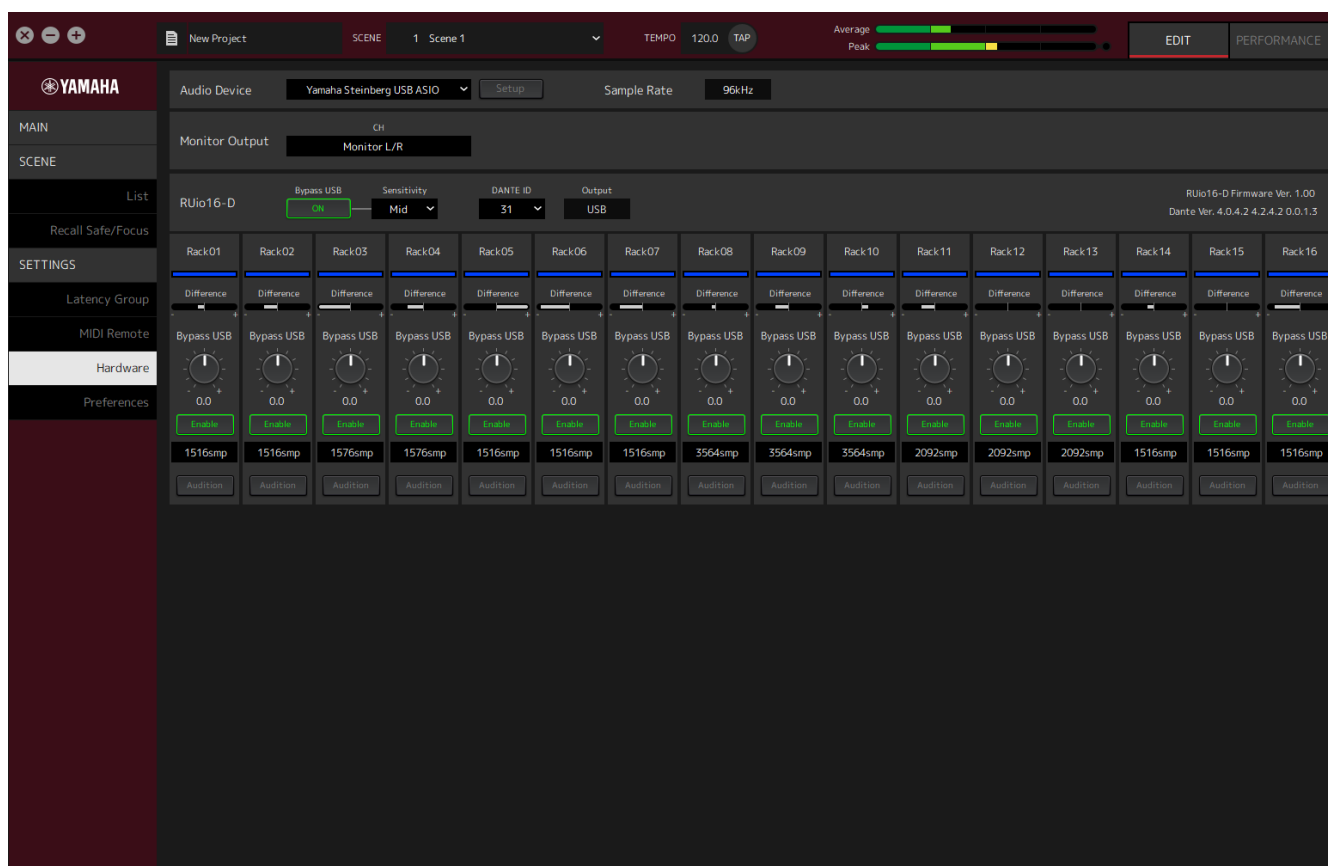 New Project SCENE 1 Scene 1 TEMPO 120.0 TAP Average Peak EDIT PERFORMANCE
YAMAHA
MAIN
SCENE
List
Recall Safe/Focus
SETTINGS
Latency Group
MIDI Remote
Hardware
Preferences
Audio Device Yamaha Steinberg USB ASIO Setup Sample Rate 96kHz
CH
Monitor Output Monitor L/R
Bypass USB Sensitivity DANTE ID Output
RUio16-D ON Mid 31 USB
RUio16-D Firmware Ver. 1.00
Dante Ver. 4.0.4.2 4.2.4.2 0.0.1.3
Rack01 Rack02 Rack03 Rack04 Rack05 Rack06 Rack07 Rack08 Rack09 Rack10 Rack11 Rack12 Rack13 Rack14 Rack15 Rack16
Difference Difference Difference Difference Difference Difference Difference Difference Difference Difference Difference Difference Difference Difference Difference Difference
Bypass USB Bypass USB Bypass USB Bypass USB Bypass USB Bypass USB Bypass USB Bypass USB Bypass USB Bypass USB Bypass USB Bypass USB Bypass USB Bypass USB Bypass USB Bypass USB
0.0 0.0 0.0 0.0 0.0 0.0 0.0 0.0 0.0 0.0 0.0 0.0 0.0 0.0 0.0 0.0
Enable Enable Enable Enable Enable Enable Enable Enable Enable Enable Enable Enable Enable Enable Enable Enable
1516smp 1516smp 1576smp 1576smp 1516smp 1516smp 1516smp 3564smp 3564smp 3564smp 2092smp 2092smp 2092smp 1516smp 1516smp 1516smp
Audition Audition Audition Audition Audition Audition Audition Audition Audition Audition Audition Audition Audition Audition Audition Audition